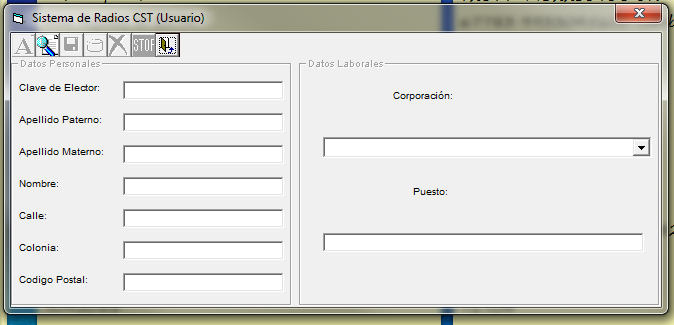 Sistema de Radios CST (Usuario)
A STOP
Datos Personales
Clave de Elector:
Apellido Paterno:
Apellido Materno:
Nombre:
Calle:
Colonia:
Codigo Postal:
Datos Laborales
Corporación:
Puesto: